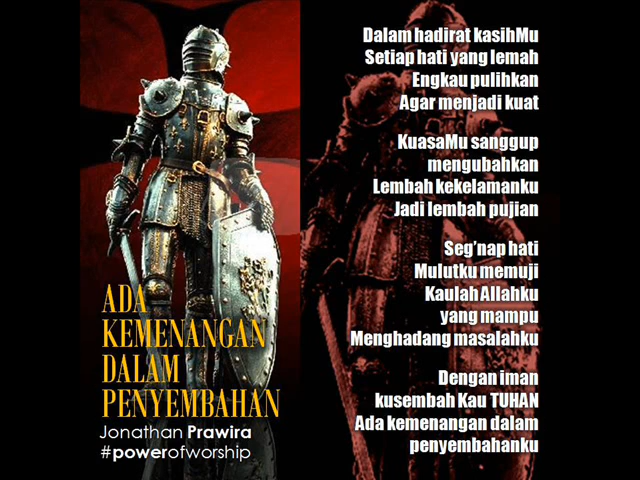 ADA
KEMENANGAN
DALAM
PENYEMBAHAN
Jonathan Prawira
#powerofworship
Dalam hadirat kasihMu
Setiap hati yang lemah
Engkau pulihkan
Agar menjadi kuat
KuasaMu sanggup
mengubahkan
Lembah kekelamanku
Jadi lembah pujian
Seg’nap hati
Mulutku memuji
Kaulah Allahku
yang mampu
Menghadang masalahku
Dengan iman
kusembah Kau TUHAN
Ada kemenangan dalam
penyembahanku